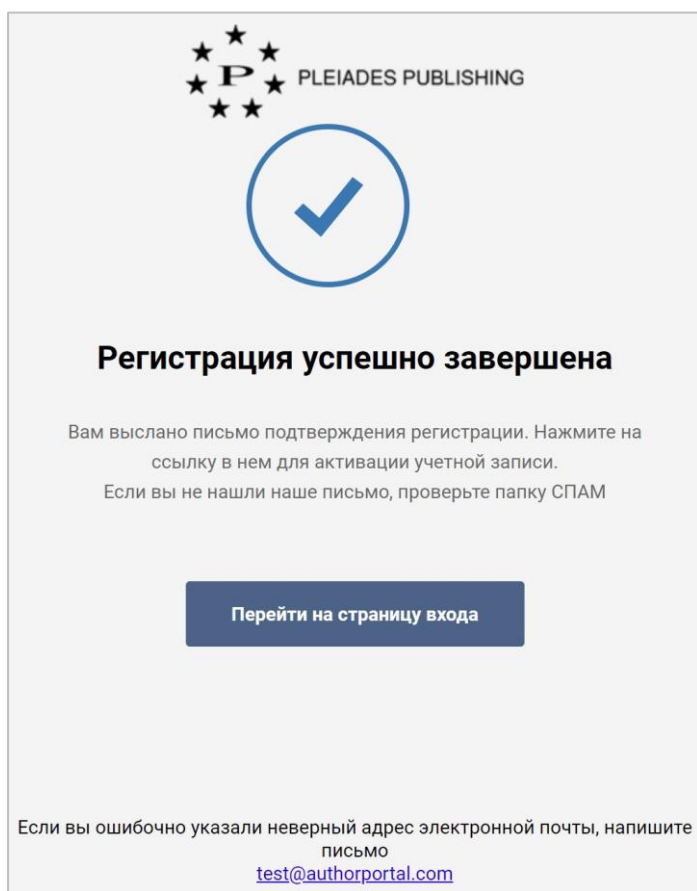 P PLEIADES PUBLISHING
Регистрация успешно завершена
Вам выслано письмо подтверждения регистрации. Нажмите на
ссылку в нем для активации учетной записи.
Если вы не нашли наше письмо, проверьте папку СПАМ
Перейти на страницу входа
Если вы ошибочно указали неверный адрес электронной почты, напишите
письмо
test@authorportal.com